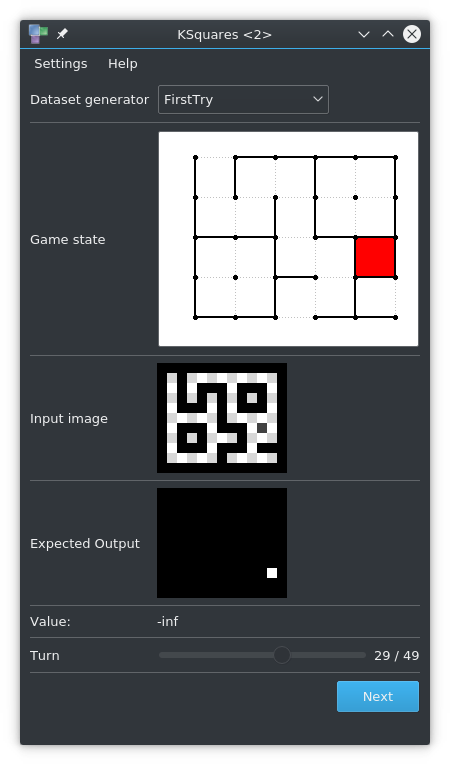 KSquares <2>
Settings Help
Dataset generator FirstTry
Game state
Input image
Expected Output
Value: -inf
Turn 29 / 49
Next